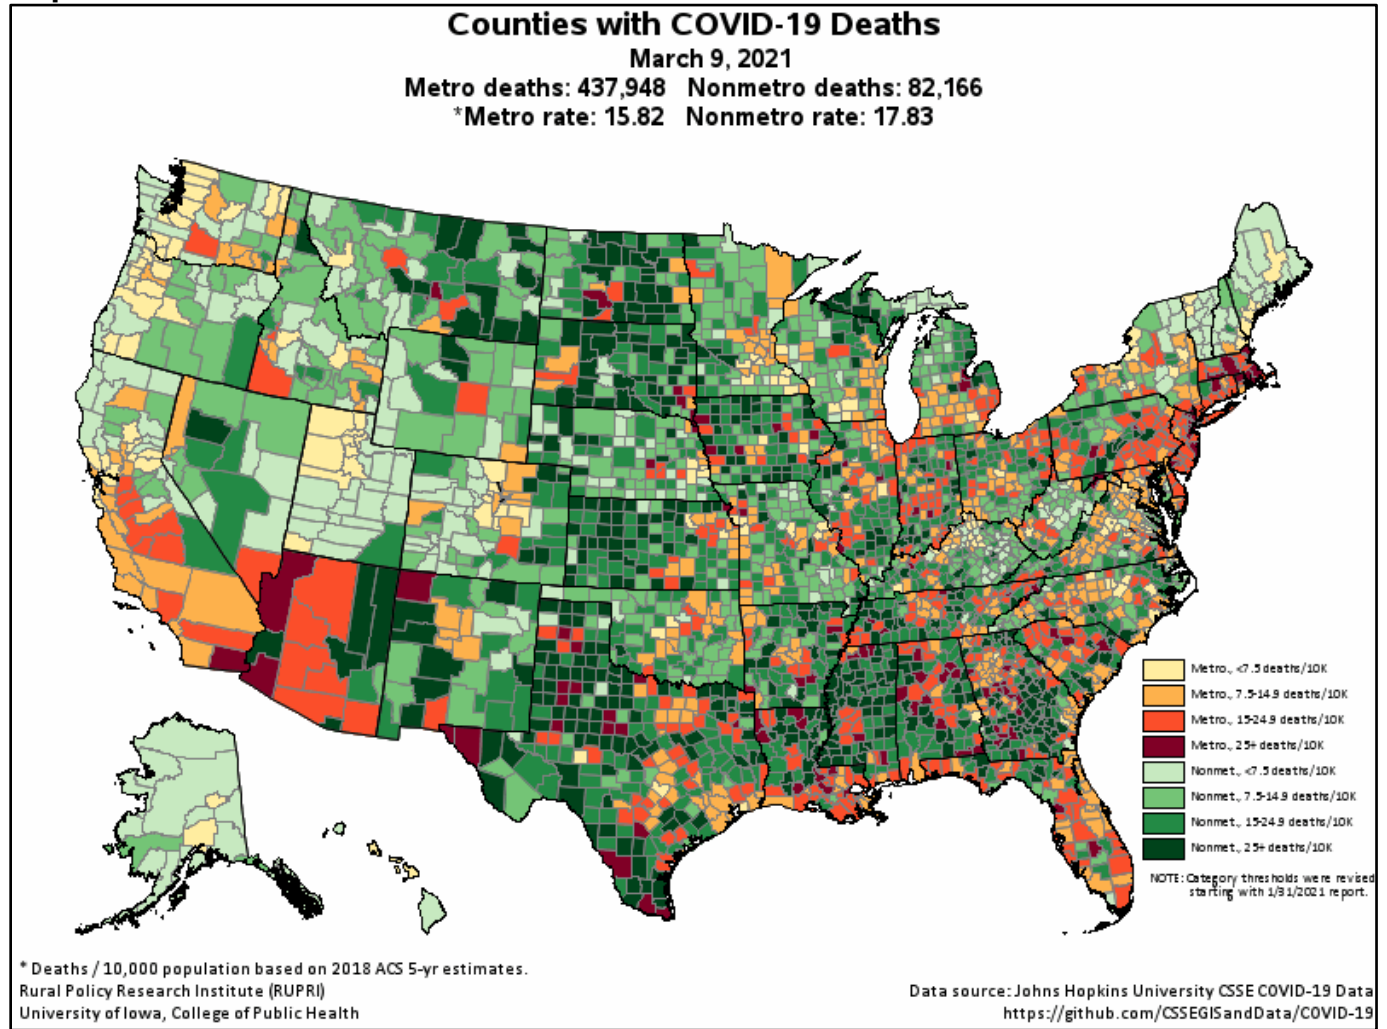 Counties with COVID-19 Deaths
March 9, 2021
Metro deaths: 437,948   Nonmetro deaths: 82,166
*Metro rate: 15.82   Nonmetro rate: 17.83
Metro., <7.5 deaths/10K
Metro., 7.5-14.9 deaths/10K
Metro., 15-24.9 deaths/10K
Metro., 25+ deaths/10K
Nonmet., <7.5 deaths/10K
Nonmet., 7.5-14.9 deaths/10K
Nonmet., 15-24.9 deaths/10K
Nonmet., 25+ deaths/10K
NOTE: Category thresholds were revised
starting with 1/31/2021 report.
* Deaths / 10,000 population based on 2018 ACS 5-yr estimates.
Rural Policy Research Institute (RUPRI)
University of Iowa, College of Public Health
Data source: Johns Hopkins University CSSE COVID-19 Data
https://github.com/CSSEGISandData/COVID-19